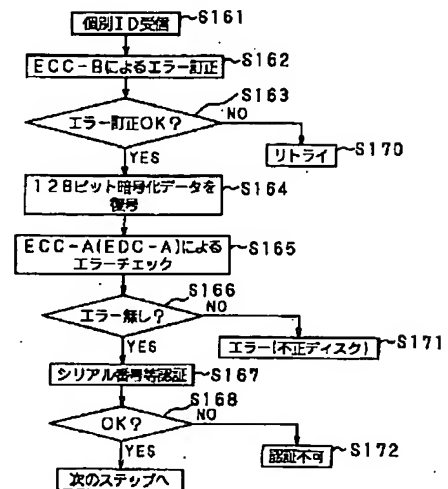 個別ID受信
S161
ECC-Bによるエラー訂正
S162
エラー訂正OK?
S163
NO
YES
リトライ
S170
128ビット暗号化データを
復号
S164
ECC-A(EDC-A)による
エラーチェック
S165
エラー無し?
S166
NO
YES
エラー(不正ディスク)
S171
シリアル番号等認証
S167
OK?
S168
NO
YES
認証不可
S172
次のステップへ